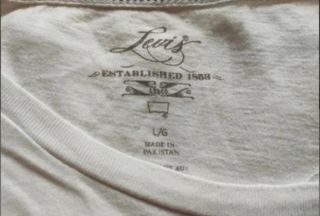 Levi's
ESTABLISHED 1853
L/G
MADE IN
PAKISTAN